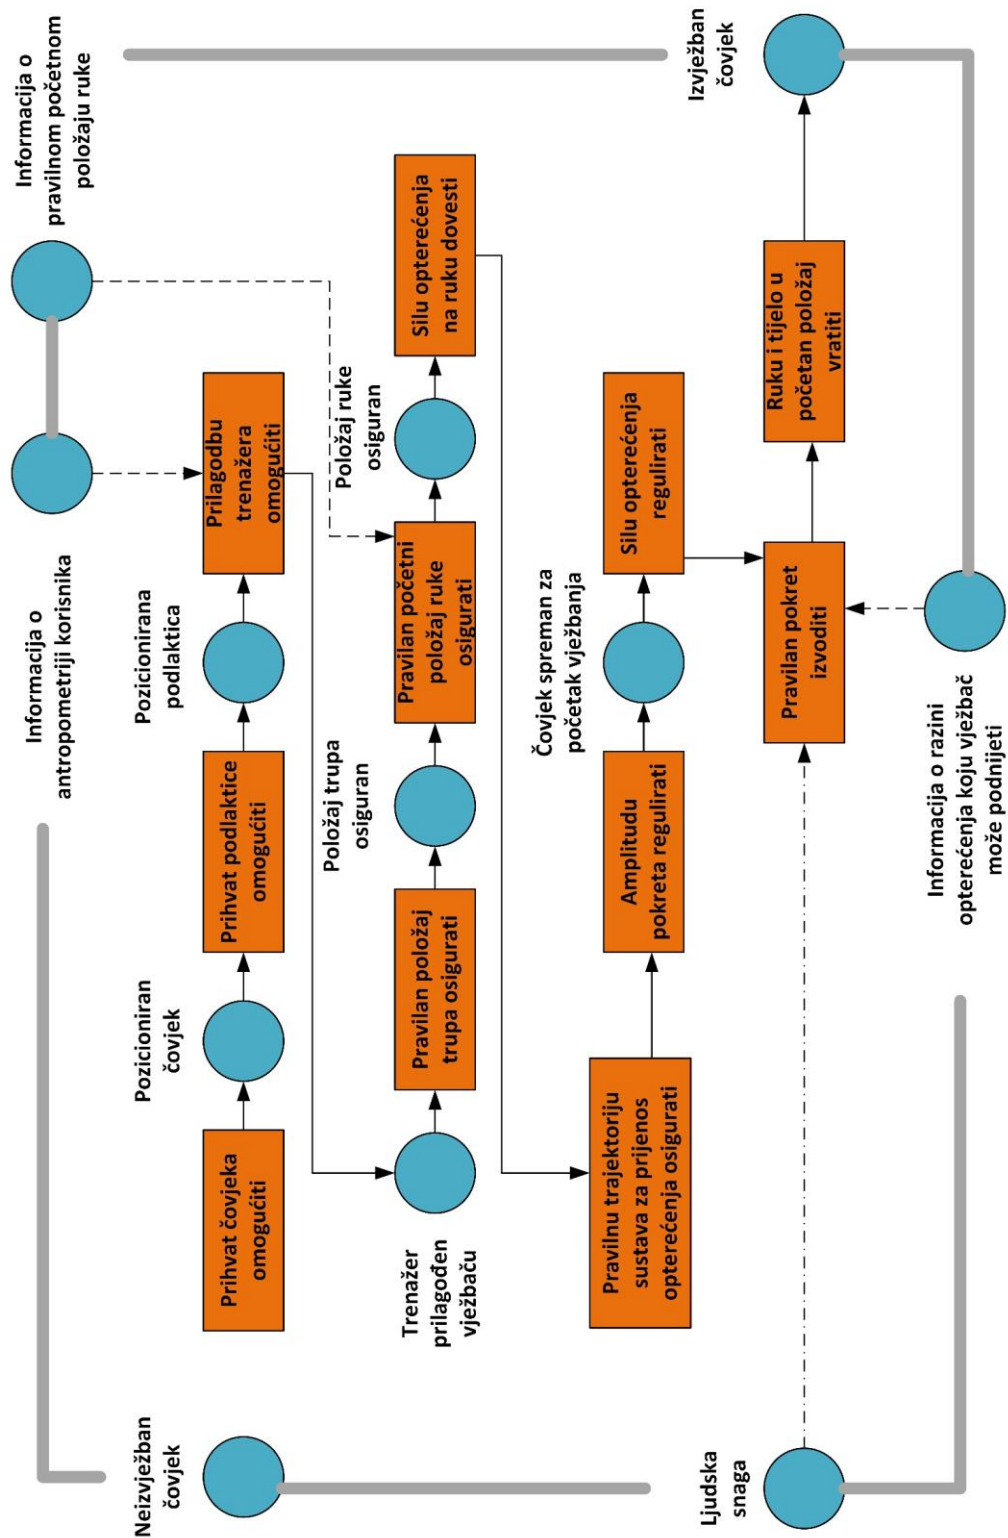 Informacija o
antropometriji korisnika
Informacija o
pravilnom početnom
položaju ruke
Neizvježban
čovjek
Prihvat čovjeka
omogućiti
Pozicioniran
čovjek
Prihvat podlaktice
omogućiti
Pozicionirana
podlaktica
Prilagodbu
trenažera
omogućiti
Trenažer
prilagođen
vježbaču
Pravilan položaj
trupa osigurati
Položaj trupa
osiguran
Pravilan početni
položaj ruke
osigurati
Položaj ruke
osiguran
Silu opterećenja
na ruku dovesti
Pravilnu trajektoriju
sustava za prijenos
opterećenja osigurati
Amplitudu
pokreta regulirati
Čovjek spreman za
početak vježbanja
Silu opterećenja
regulirati
Ljudska
snaga
Pravilan pokret
izvoditi
Ruku i tijelo u
početan položaj
vratiti
Izvježban
čovjek
Informacija o razini
opterećenja koju vježbač
može podnijeti